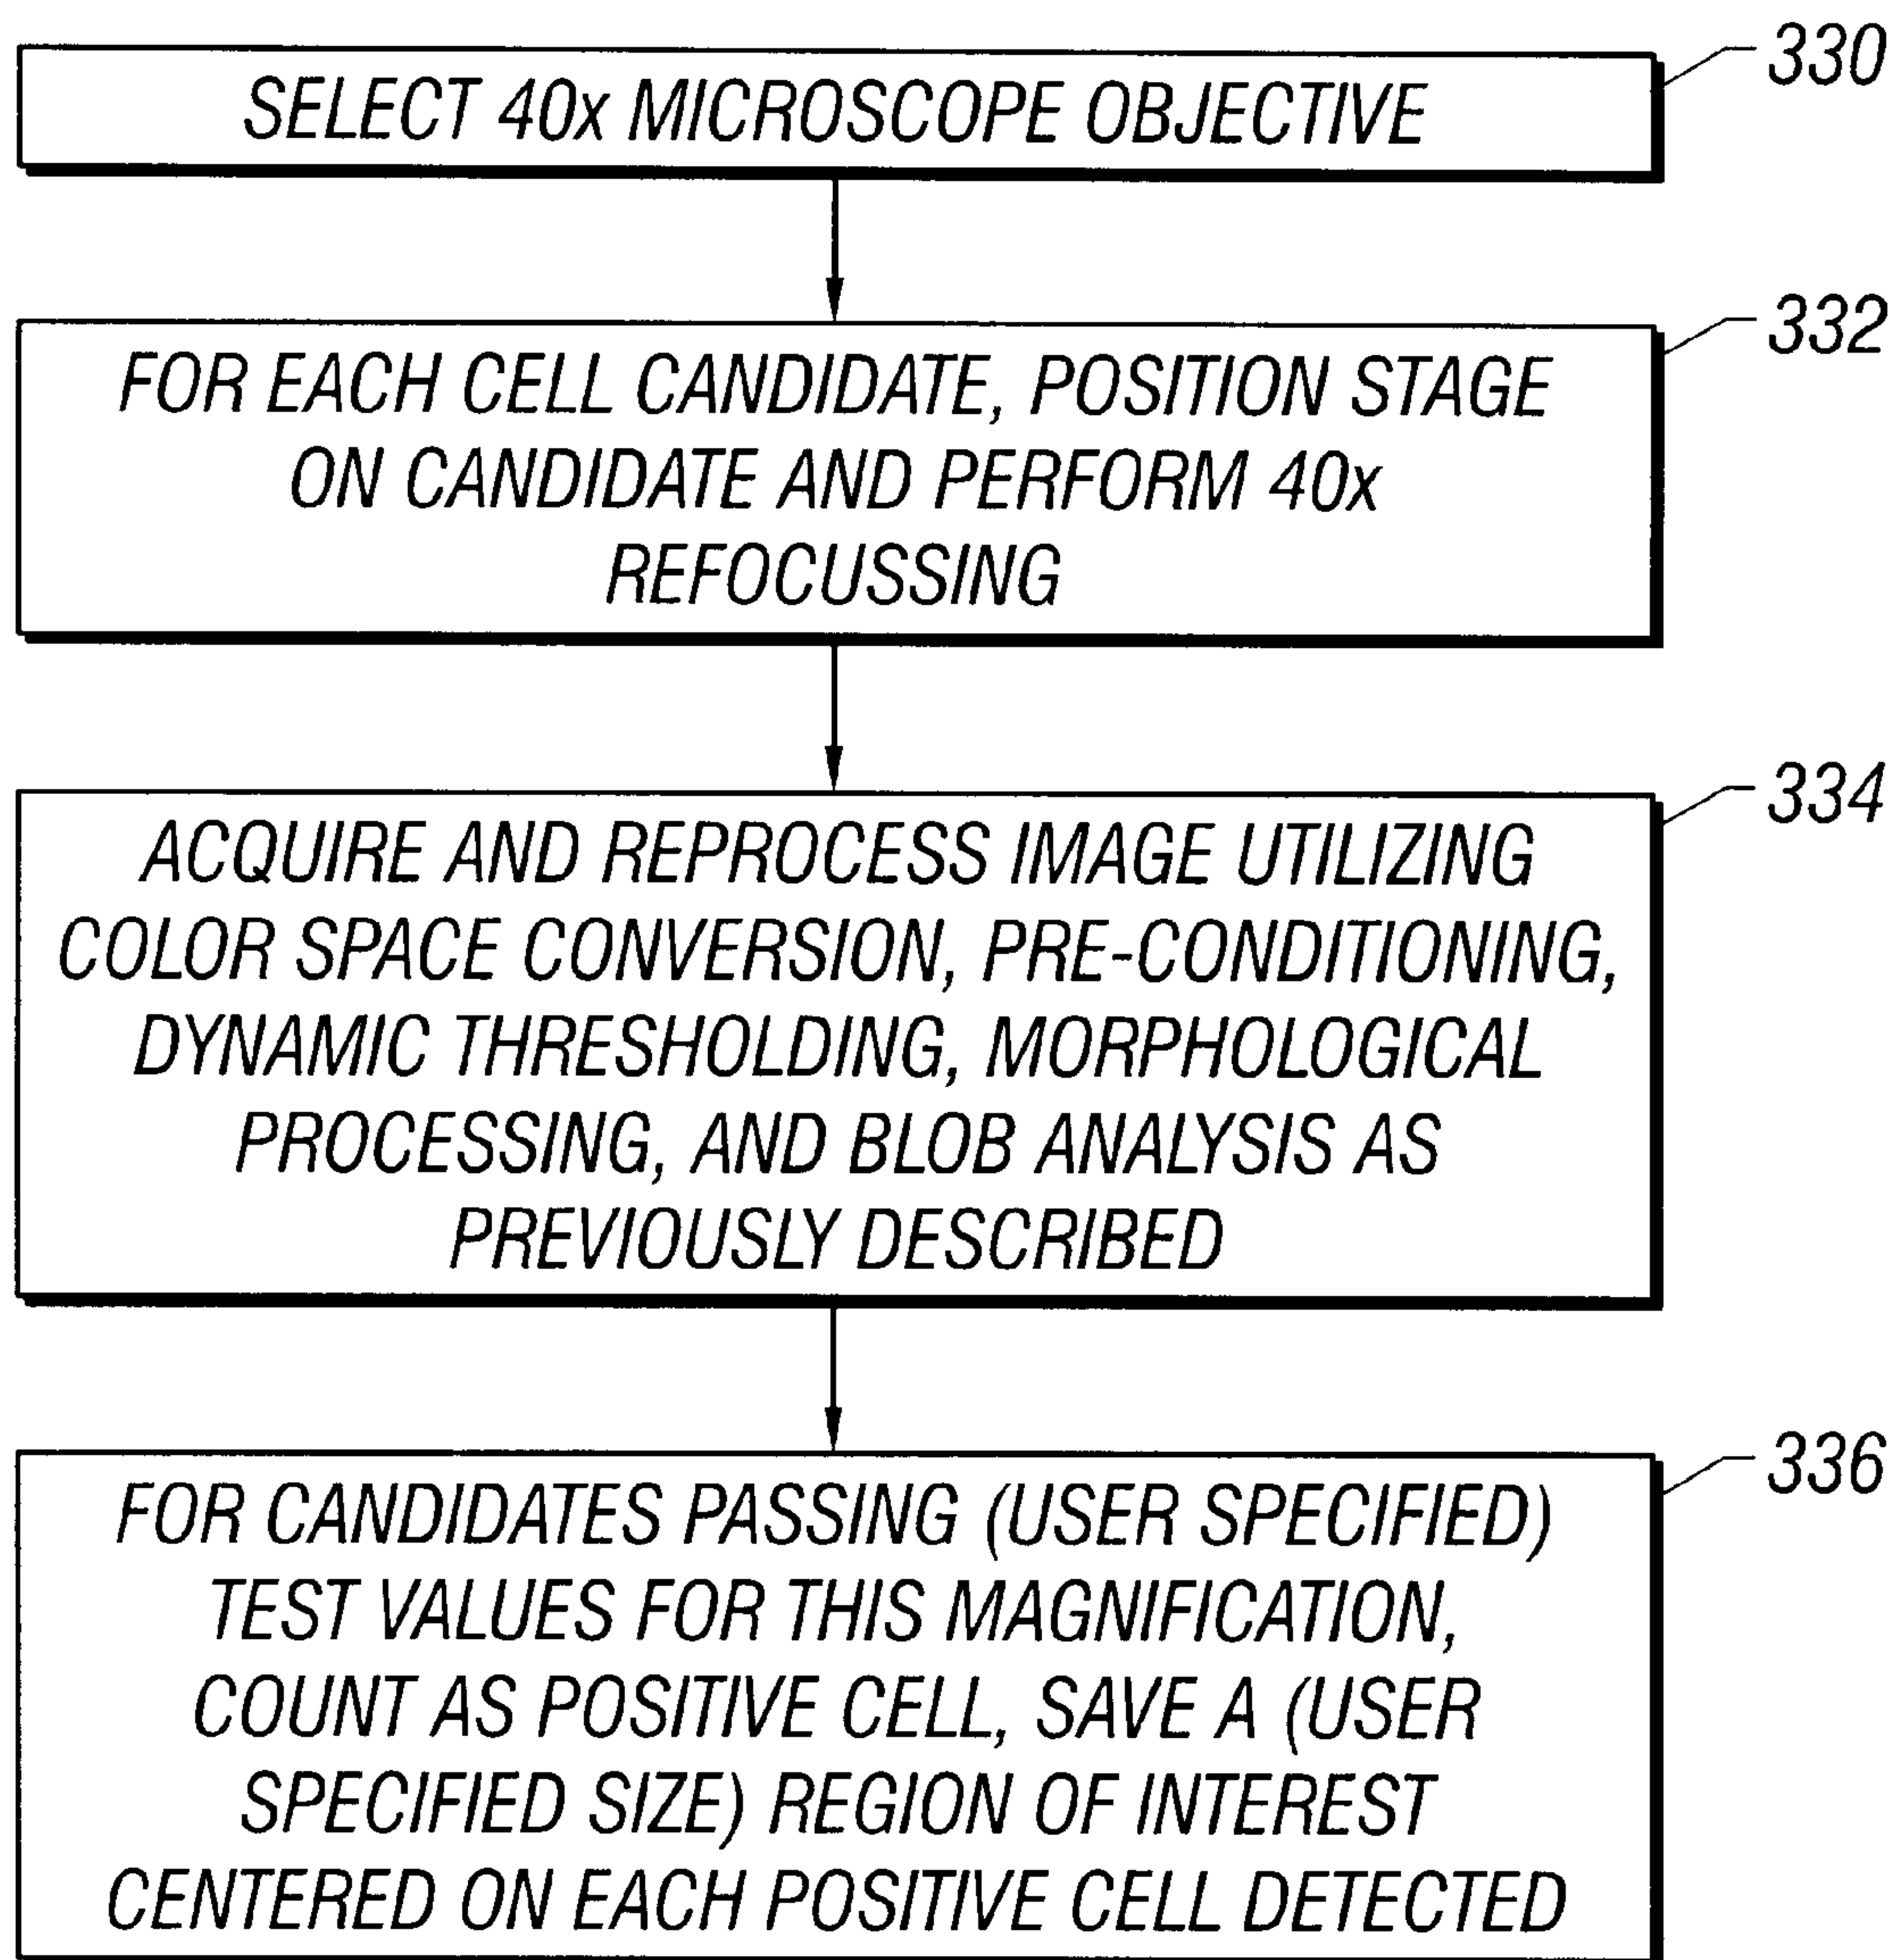 330
SELECT 40x MICROSCOPE OBJECTIVE
332
FOR EACH CELL CANDIDATE, POSITION STAGE
ON CANDIDATE AND PERFORM 40x
REFOCUSSING
334
ACQUIRE AND REPROCESS IMAGE UTILIZING
COLOR SPACE CONVERSION, PRE-CONDITIONING,
DYNAMIC THRESHOLDING, MORPHOLOGICAL
PROCESSING, AND BLOB ANALYSIS AS
PREVIOUSLY DESCRIBED
336
FOR CANDIDATES PASSING (USER SPECIFIED)
TEST VALUES FOR THIS MAGNIFICATION,
COUNT AS POSITIVE CELL, SAVE A (USER
SPECIFIED SIZE) REGION OF INTEREST
CENTERED ON EACH POSITIVE CELL DETECTED